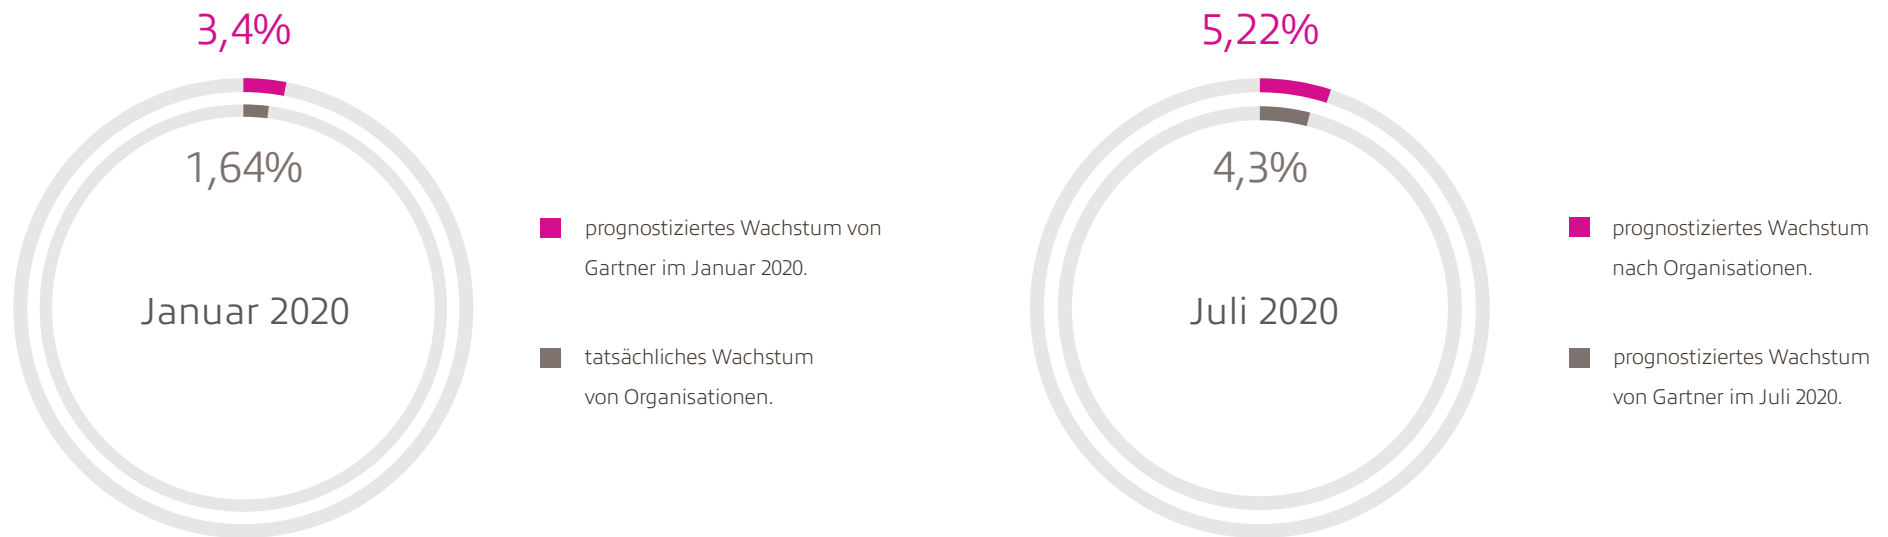 3,4%
1,64%
Januar 2020
prognostiziertes Wachstum von
Gartner im Januar 2020.
tatsächliches Wachstum
von Organisationen.
5,22%
4,3%
Juli 2020
prognostiziertes Wachstum
nach Organisationen.
prognostiziertes Wachstum
von Gartner im Juli 2020.